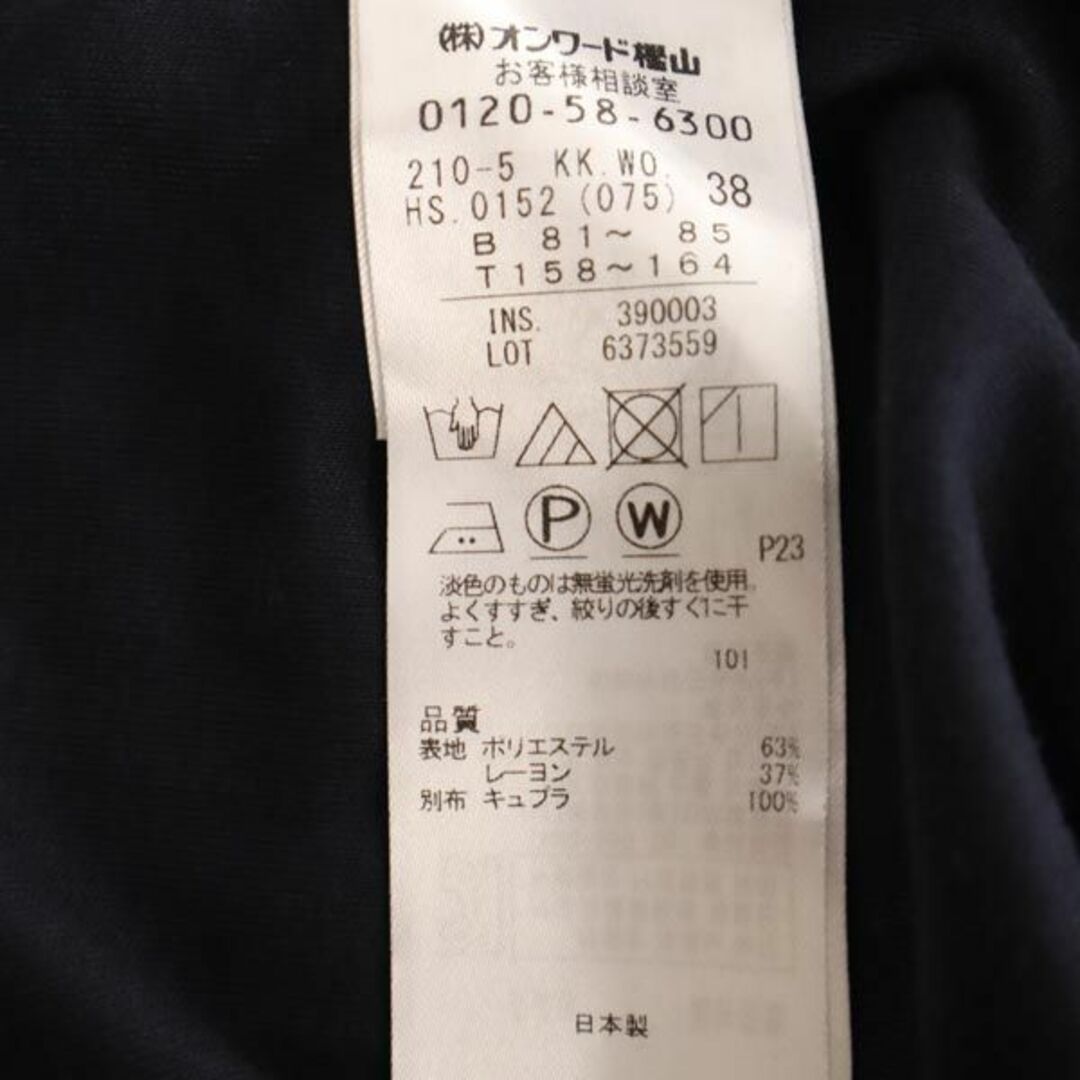 (株)オンワード樫山
お客様相談室
0120-58-6300
210-5 KK.WO.
HS.0152 (075) 38
B 81～ 85
T158～164
INS. 390003
LOT 6373559
P W
P23
淡色のものは無蛍光洗剤を使用。
よくすすぎ、絞りの後すぐに干
すこと。
101
品質
表地 ポリエステル 63%
レーヨン 37%
別布 キュプラ 100%
日本製